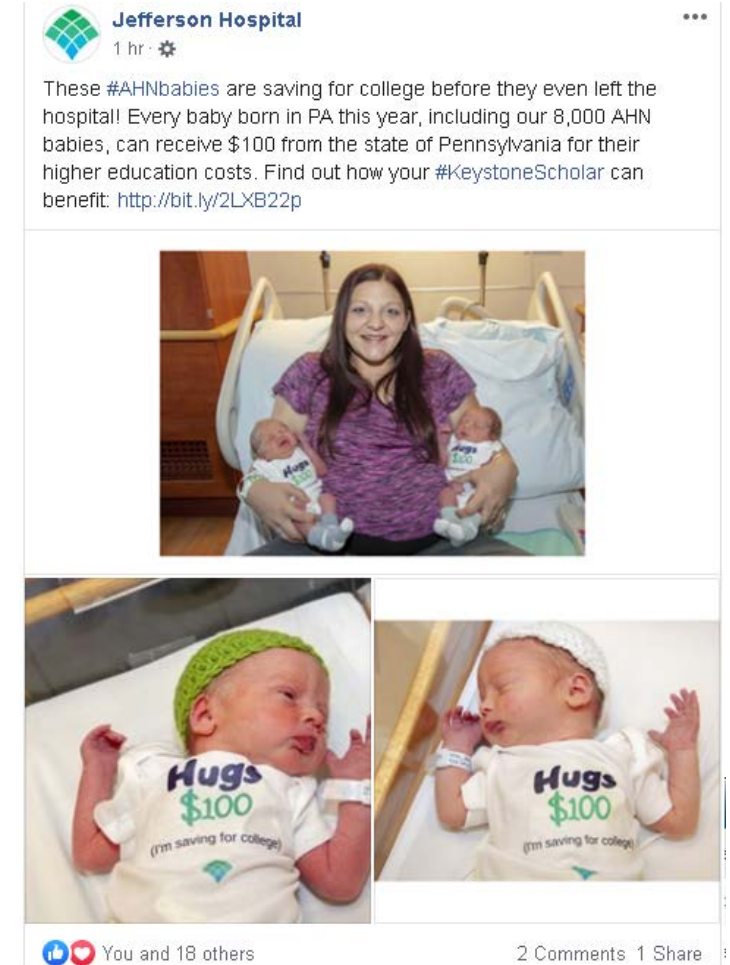 Jefferson Hospital
1 hr ·
These #AHNbabies are saving for college before they even left the
hospital! Every baby born in PA this year, including our 8,000 AHN
babies, can receive $100 from the state of Pennsylvania for their
higher education costs. Find out how your #KeystoneScholar can
benefit: http://bit.ly/2LXB22p
Hugs
$100
Hugs
$100
Hugs
$100
(I'm saving for college)
Hugs
$100
(I'm saving for college)
You and 18 others
2 Comments 1 Share